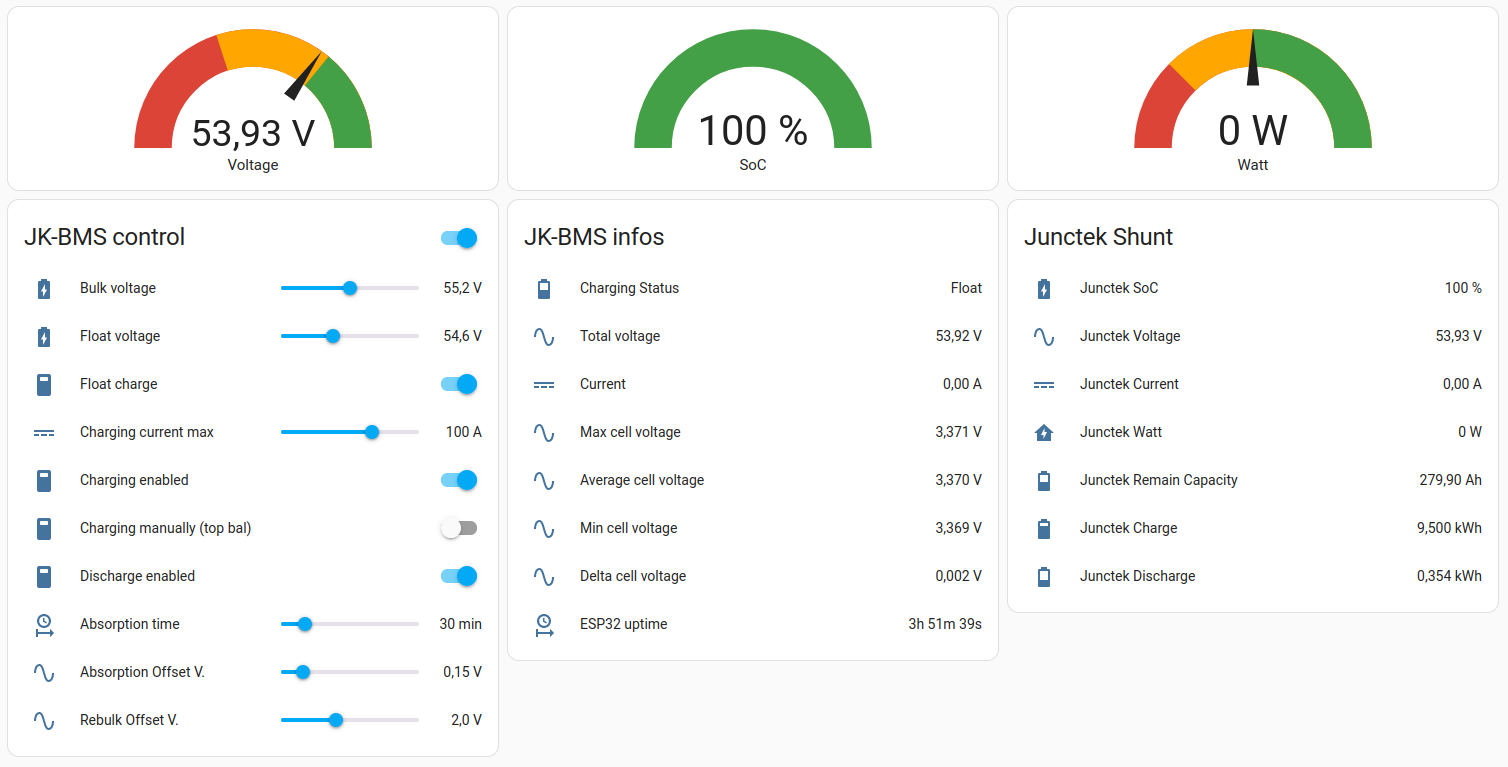 53,93 V
Voltage
100 %
SoC
0 W
Watt
JK-BMS control
Bulk voltage 55,2 V
Float voltage 54,6 V
Float charge
Charging current max 100 A
Charging enabled
Charging manually (top bal)
Discharge enabled
Absorption time 30 min
Absorption Offset V. 0,15 V
Rebulk Offset V. 2,0 V
JK-BMS infos
Charging Status Float
Total voltage 53,92 V
Current 0,00 A
Max cell voltage 3,371 V
Average cell voltage 3,370 V
Min cell voltage 3,369 V
Delta cell voltage 0,002 V
ESP32 uptime 3h 51m 39s
Junctek Shunt
Junctek SoC 100 %
Junctek Voltage 53,93 V
Junctek Current 0,00 A
Junctek Watt 0 W
Junctek Remain Capacity 279,90 Ah
Junctek Charge 9,500 kWh
Junctek Discharge 0,354 kWh